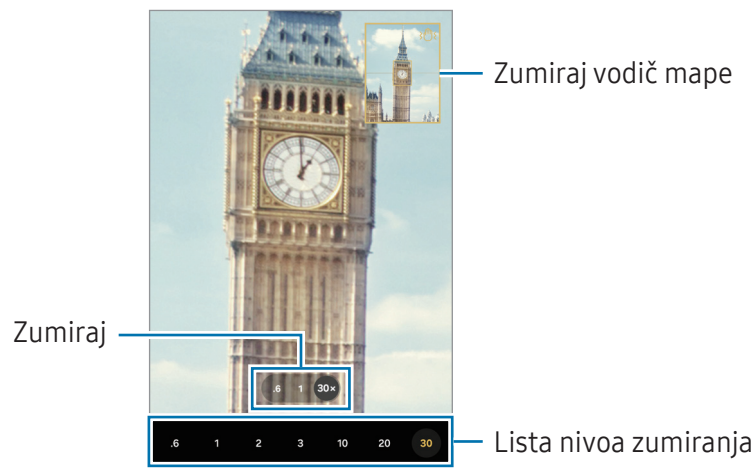 Zumiraj vodič mape
Zumiraj
.6 1 30×
.6 1 2 3 10 20 30
Lista nivoa zumiranja